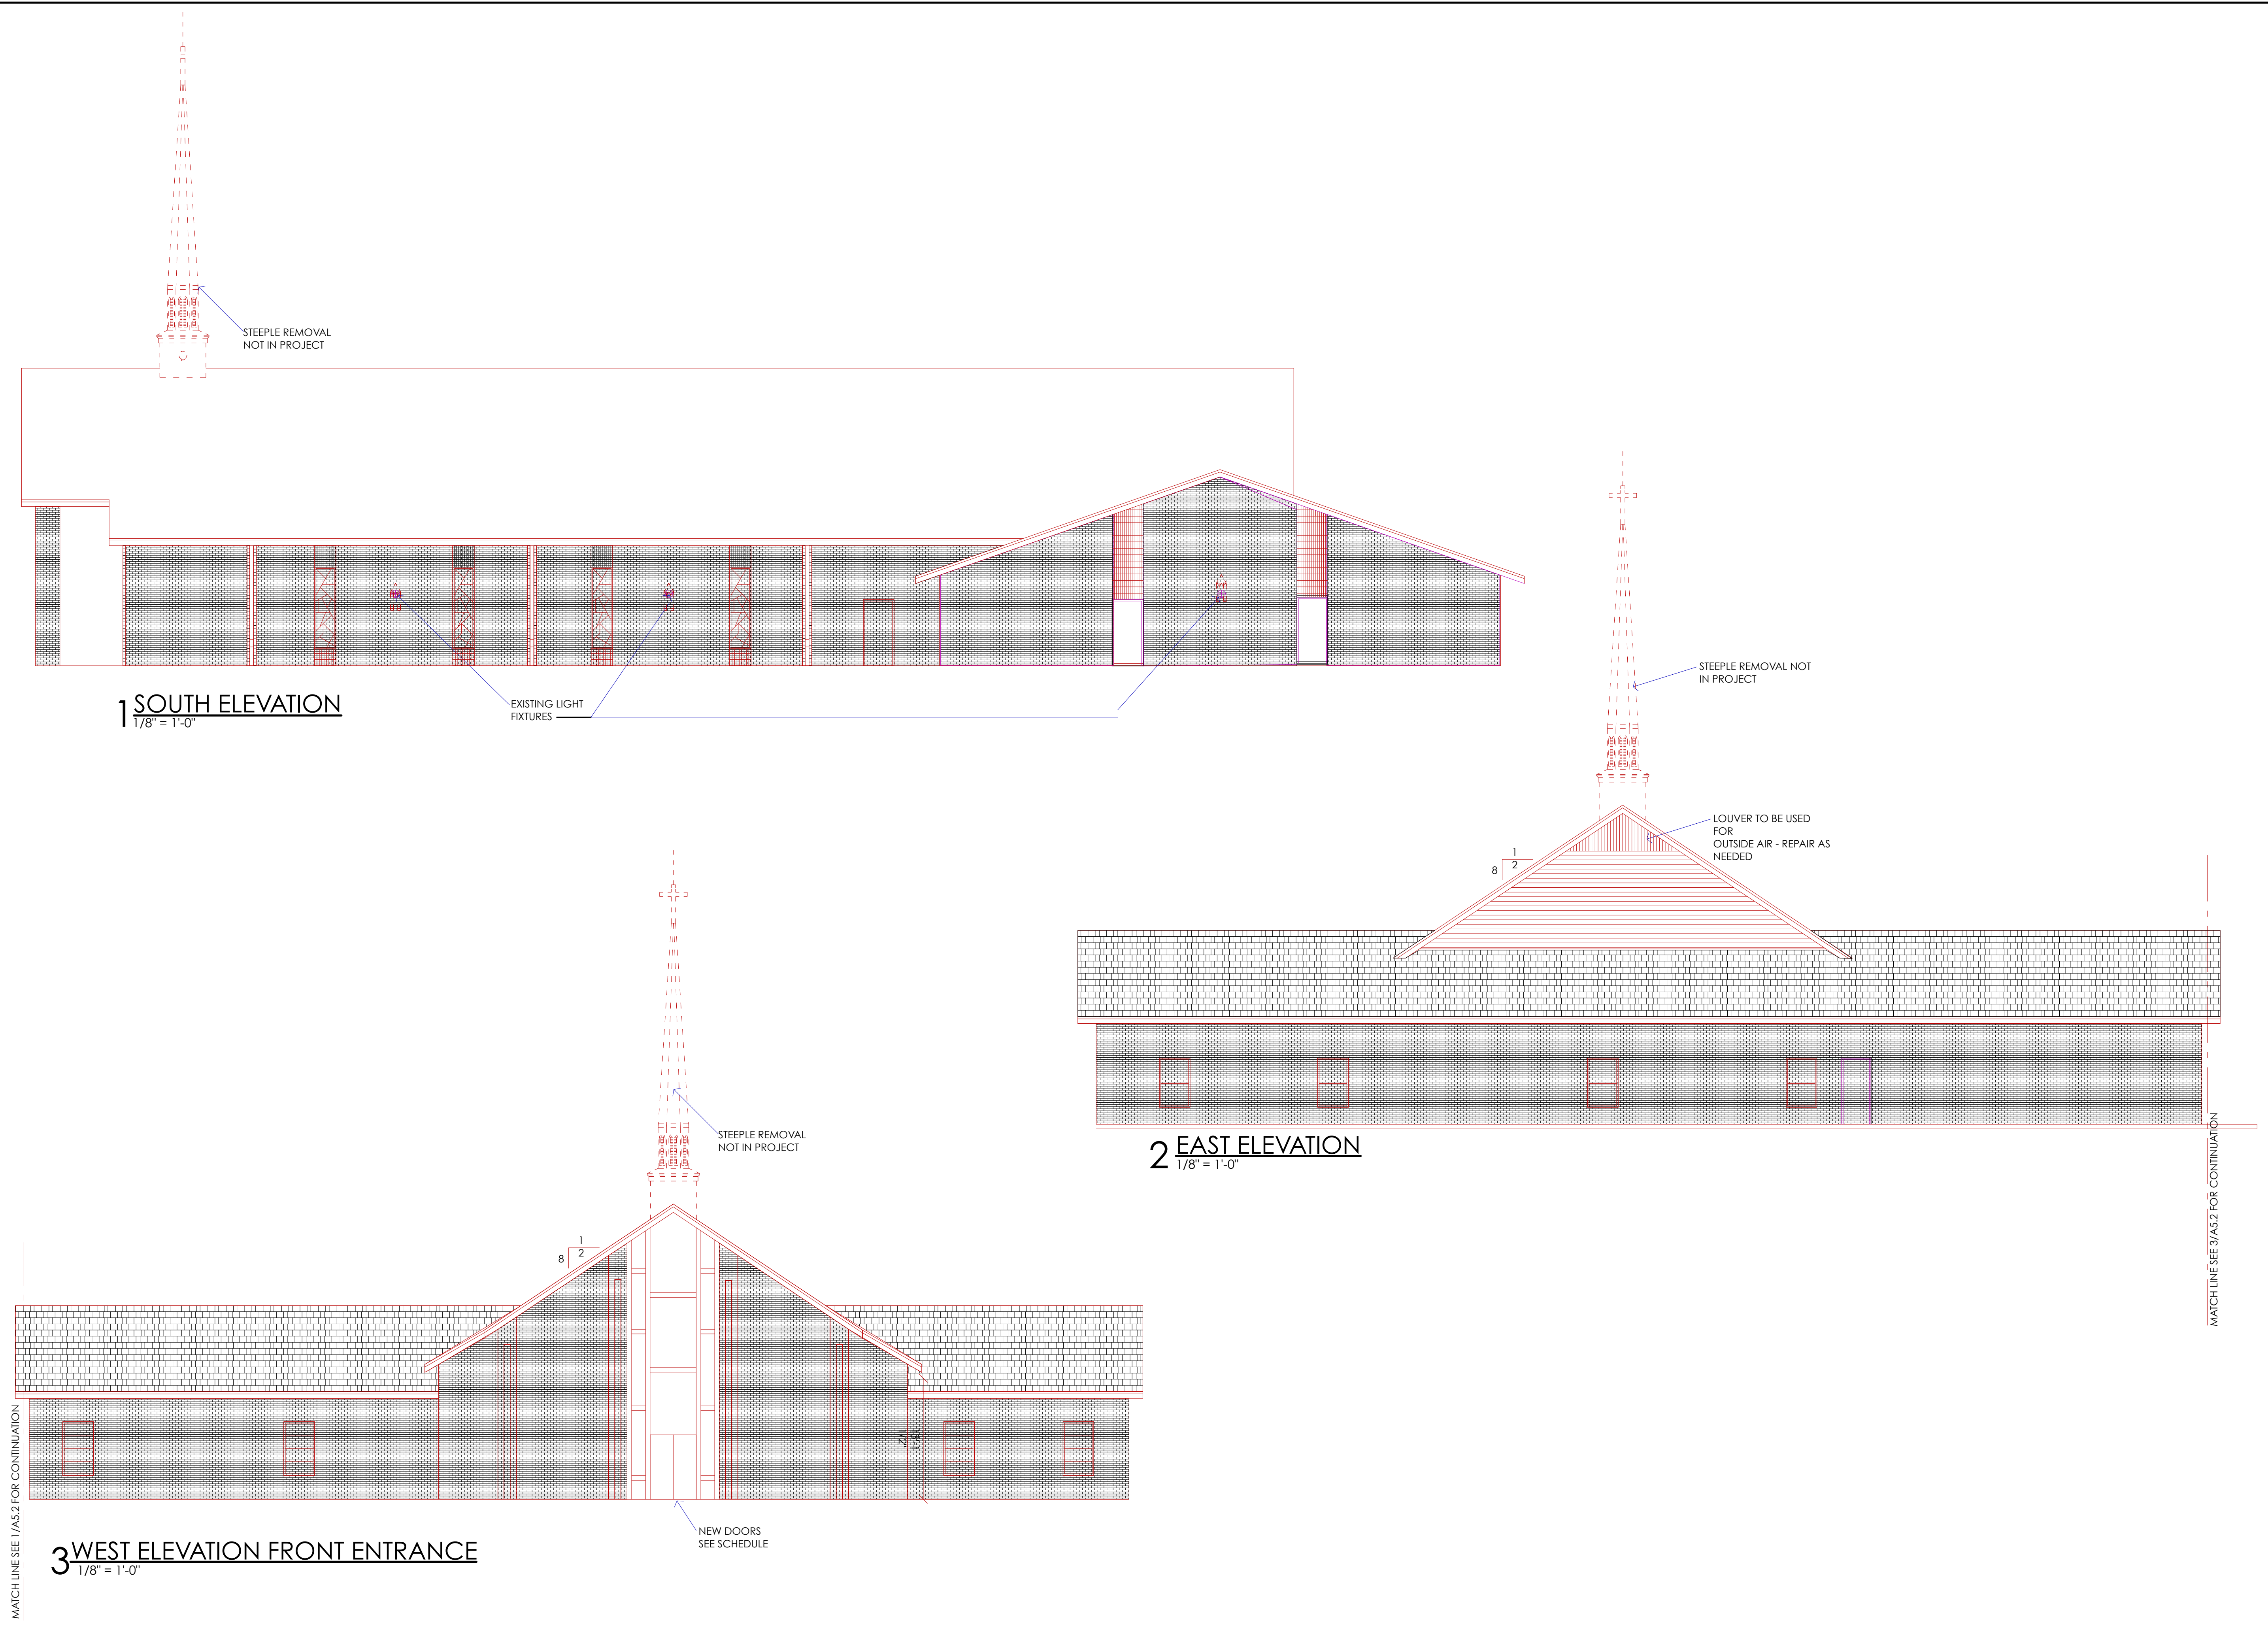 STEEPLE REMOVAL
NOT IN PROJECT
1 SOUTH ELEVATION
1/8" = 1'-0"
EXISTING LIGHT
FIXTURES
STEEPLE REMOVAL NOT
IN PROJECT
LOUVER TO BE USED
FOR
OUTSIDE AIR - REPAIR AS
NEEDED
1
2
8
2 EAST ELEVATION
1/8" = 1'-0"
MATCH LINE SEE 3/A5.2 FOR CONTINUATION
STEEPLE REMOVAL
NOT IN PROJECT
1
2
8
13'-1
1/2"
NEW DOORS
SEE SCHEDULE
3 WEST ELEVATION FRONT ENTRANCE
1/8" = 1'-0"
MATCH LINE SEE 1/A5.2 FOR CONTINUATION